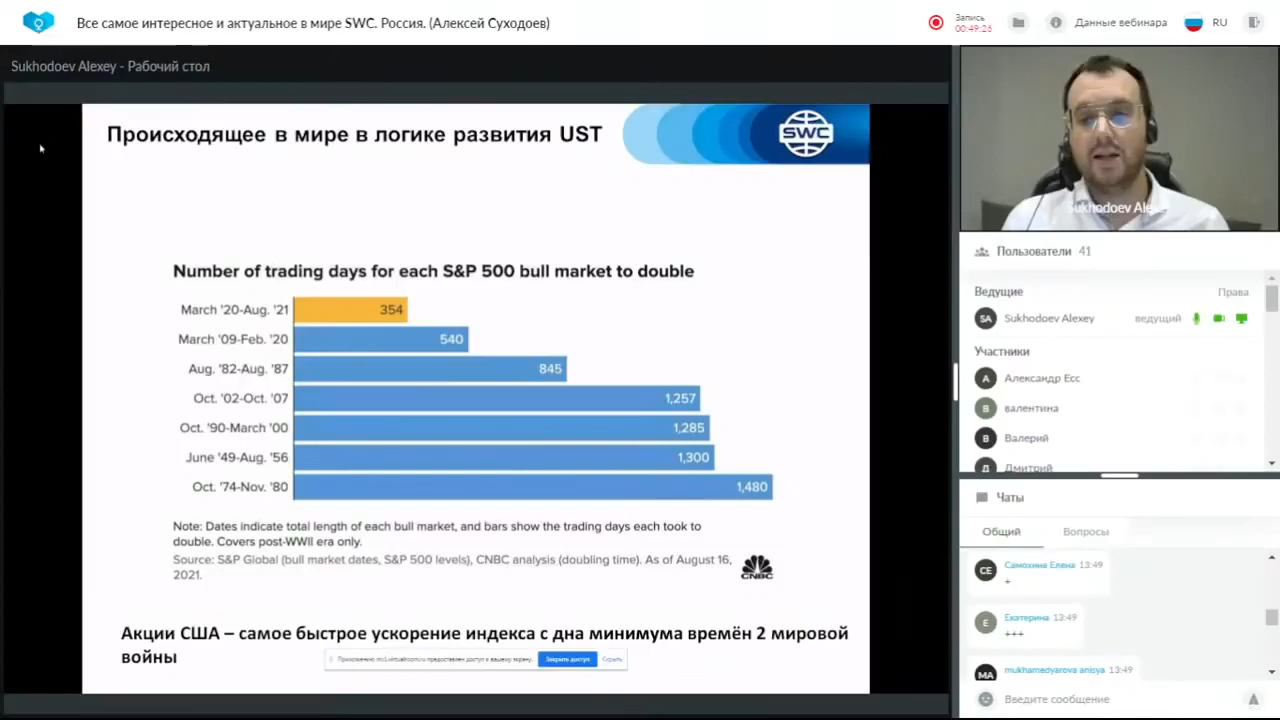 Все самое интересное и актуальное в мире SWC. Россия. (Алексей Суходоев)
Запись
00:49:26
Данные вебинара
RU
Sukhodoev Alexey - Рабочий стол
Происходящее в мире в логике развития UST
SWC
Number of trading days for each S&P 500 bull market to double
March '20-Aug. '21 354
March '09-Feb. '20 540
Aug. '82-Aug. '87 845
Oct. '02-Oct. '07 1,257
Oct. '90-March '00 1,285
June '49-Aug. '56 1,300
Oct. '74-Nov. '80 1,480
Note: Dates indicate total length of each bull market, and bars show the trading days each took to
double. Covers post-WWII era only.
Source: S&P Global (bull market dates, S&P 500 levels), CNBC analysis (doubling time). As of August 16,
2021.
CNBC
Акции США – самое быстрое ускорение индекса с дна минимума времён 2 мировой
войны
Закрыть доступ
Скрыть
Sukhodoev Ale
Пользователи 41
Ведущие Права
SA Sukhodoev Alexey ведущий
Участники
А Александр Есс
В валентина
В Валерий
Д Дмитрий
Чаты
Общий Вопросы
СЕ Самохина Елена 13:49
+
Е Екатерина 13:49
+++
MA mukhamedyarova anisya 13:49
Введите сообщение